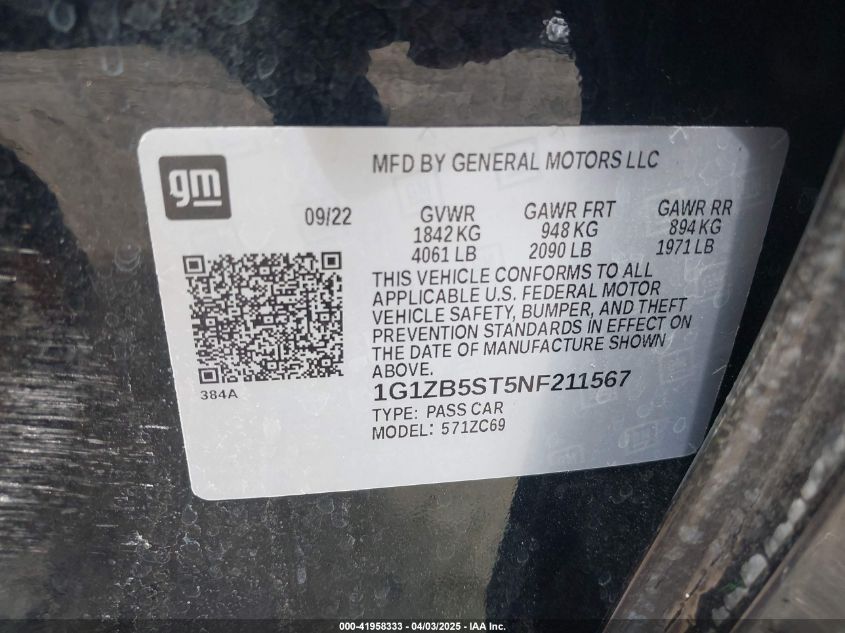 gm
MFD BY GENERAL MOTORS LLC
09/22
GVWR GAWR FRT GAWR RR
1842 KG 948 KG 894 KG
4061 LB 2090 LB 1971 LB
THIS VEHICLE CONFORMS TO ALL
APPLICABLE U.S. FEDERAL MOTOR
VEHICLE SAFETY, BUMPER, AND THEFT
PREVENTION STANDARDS IN EFFECT ON
THE DATE OF MANUFACTURE SHOWN
ABOVE.
384A
1G1ZB5ST5NF211567
TYPE: PASS CAR
MODEL: 571ZC69
000-41958333 - 04/03/2025 - IAA Inc.